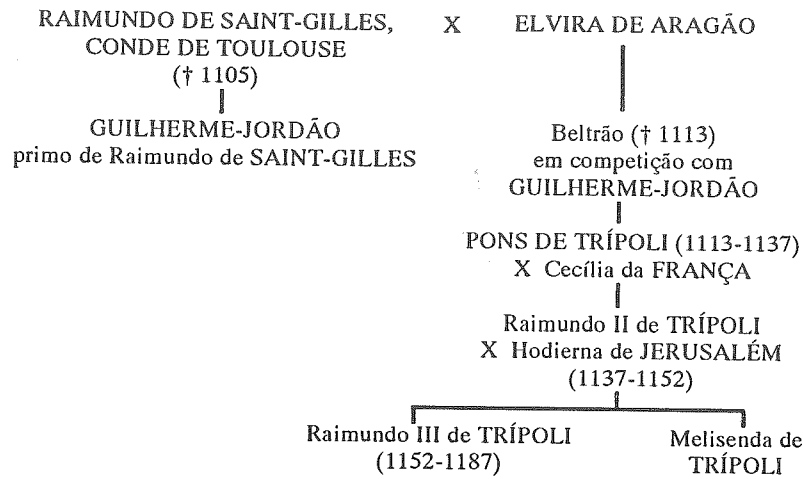 RAIMUNDO DE SAINT-GILLES, X ELVIRA DE ARAGÃO
CONDE DE TOULOUSE
(† 1105)
GUILHERME-JORDÃO
primo de Raimundo de SAINT-GILLES
Beltrão († 1113)
em competição com
GUILHERME-JORDÃO
PONS DE TRÍPOLI (1113-1137)
X Cecília da FRANÇA
Raimundo II de TRÍPOLI
X Hodierna de JERUSALÉM
(1137-1152)
Raimundo III de TRÍPOLI
(1152-1187)
Melisenda de
TRÍPOLI